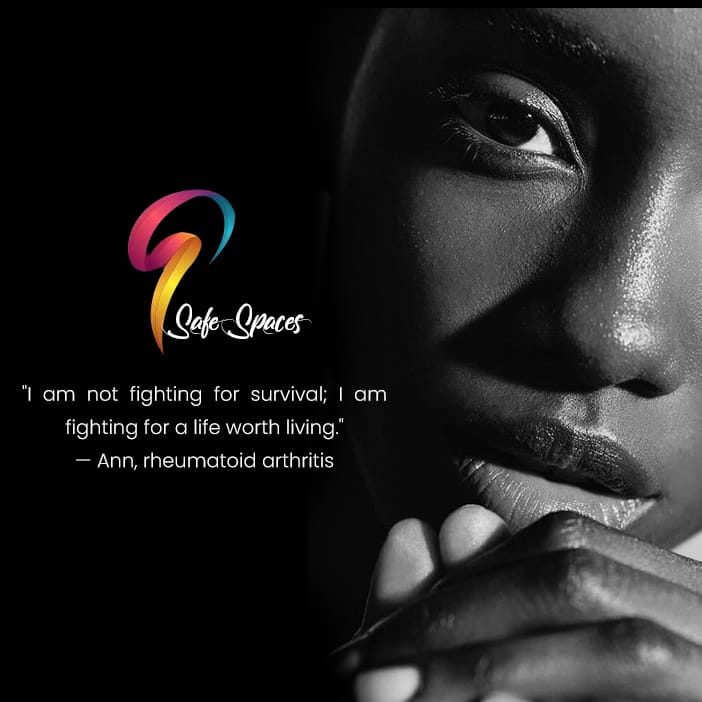 Safe Spaces
"I am not fighting for survival; I am
fighting for a life worth living."
— Ann, rheumatoid arthritis